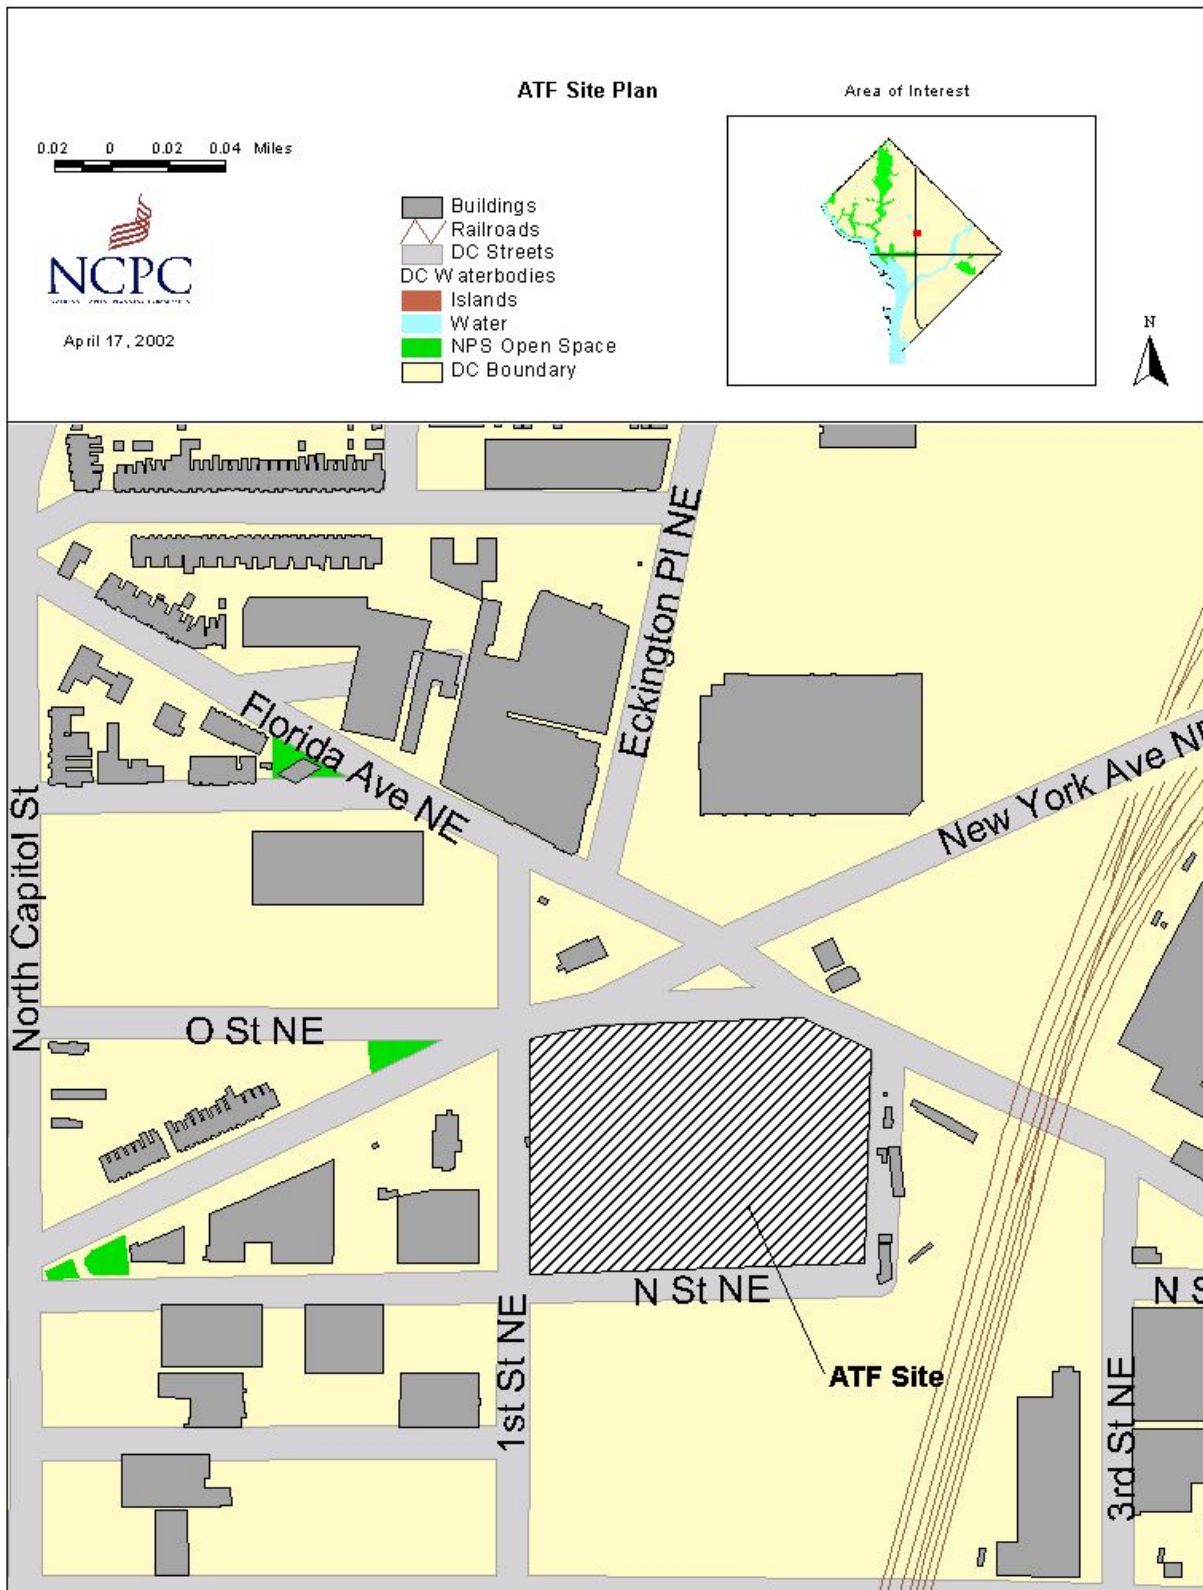 ATF Site Plan
Area of Interest
0.02 0 0.02 0.04 Miles
NCPC
April 17, 2002
Buildings
Railroads
DC Streets
DC Waterbodies
Islands
Water
NPS Open Space
DC Boundary
N
Eckington Pl NE
Florida Ave NE
New York Ave NE
North Capitol St
O St NE
N St NE
N S
1st St NE
ATF Site
3rd St NE